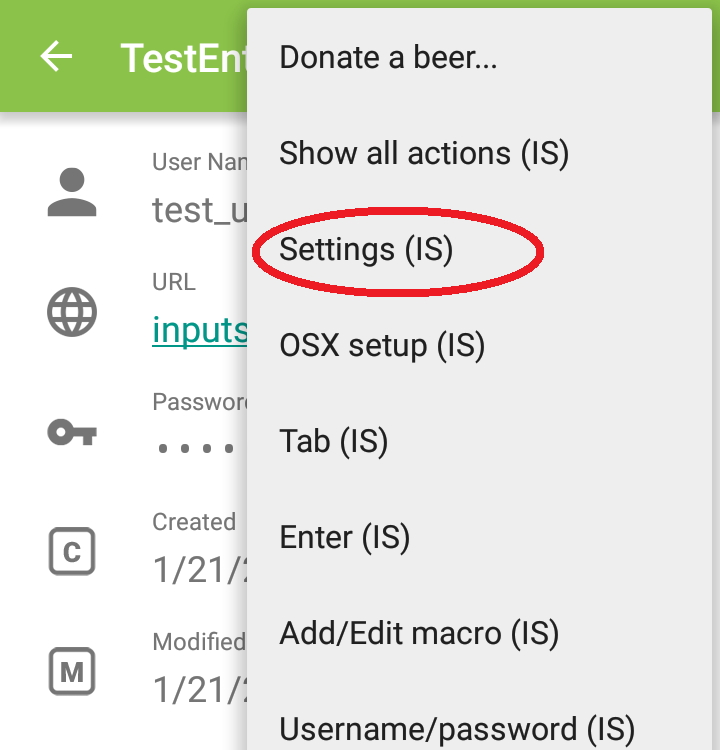 TestEnt
Donate a beer...
Show all actions (IS)
Settings (IS)
OSX setup (IS)
Tab (IS)
Enter (IS)
Add/Edit macro (IS)
Username/password (IS)
User Nan
test_u
URL
inputs
Password
Created
C
1/21/2
Modified
M
1/21/2